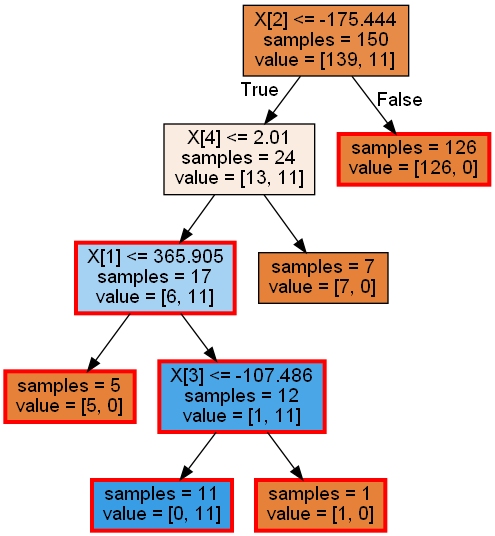 X[2] <= -175.444
samples = 150
value = [139, 11]
True
False
X[4] <= 2.01
samples = 24
value = [13, 11]
samples = 126
value = [126, 0]
X[1] <= 365.905
samples = 17
value = [6, 11]
samples = 7
value = [7, 0]
samples = 5
value = [5, 0]
X[3] <= -107.486
samples = 12
value = [1, 11]
samples = 11
value = [0, 11]
samples = 1
value = [1, 0]